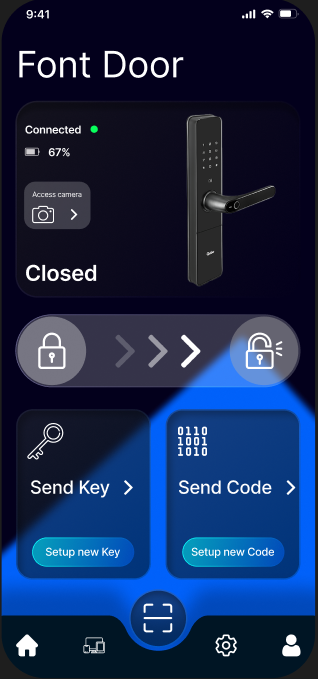 9:41
Font Door
Connected
67%
Access camera
Closed
0110
1001
1010
Send Key
Send Code
Setup new Key
Setup new Code